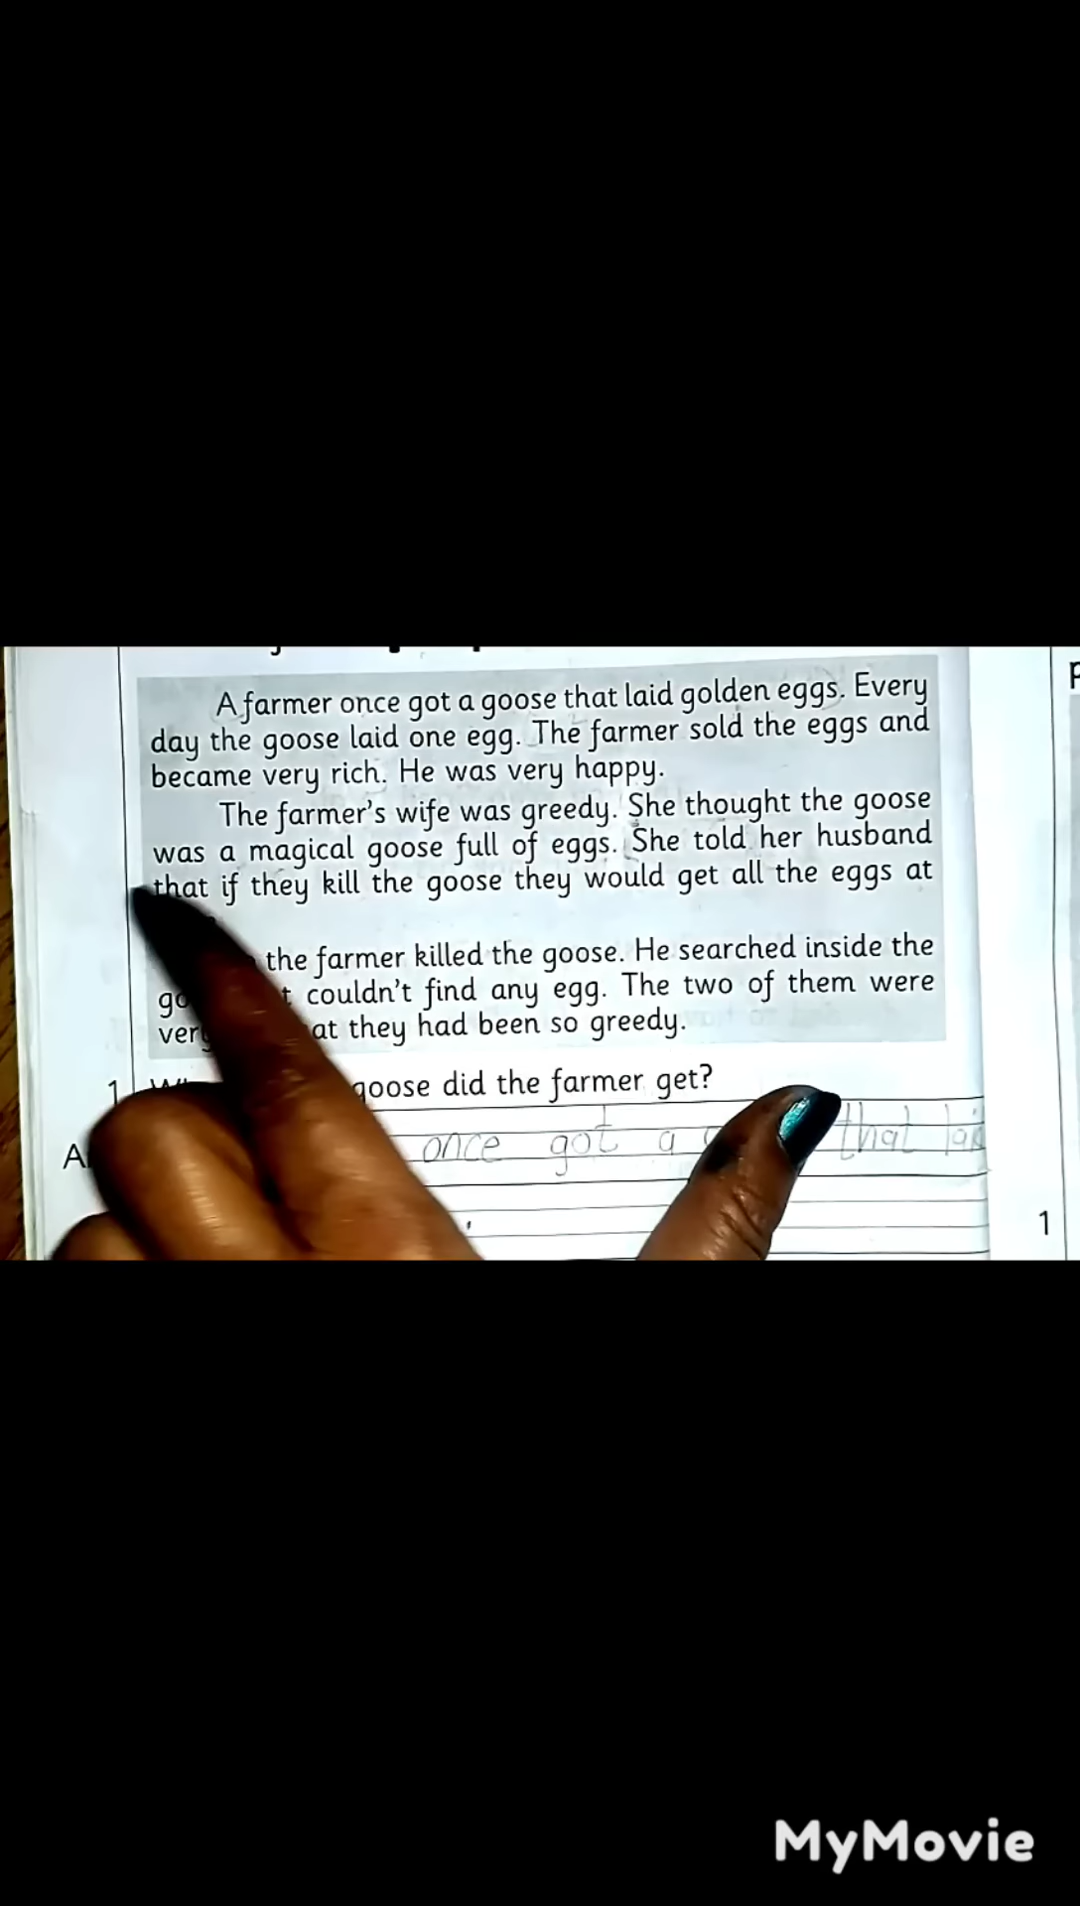 A farmer once got a goose that laid golden eggs. Every
day the goose laid one egg. The farmer sold the eggs and
became very rich. He was very happy.
The farmer's wife was greedy. She thought the goose
was a magical goose full of eggs. She told her husband
that if they kill the goose they would get all the eggs at
the farmer killed the goose. He searched inside the
couldn't find any egg. The two of them were
they had been so greedy.
1 goose did the farmer get?
once got a that
1
MyMovie